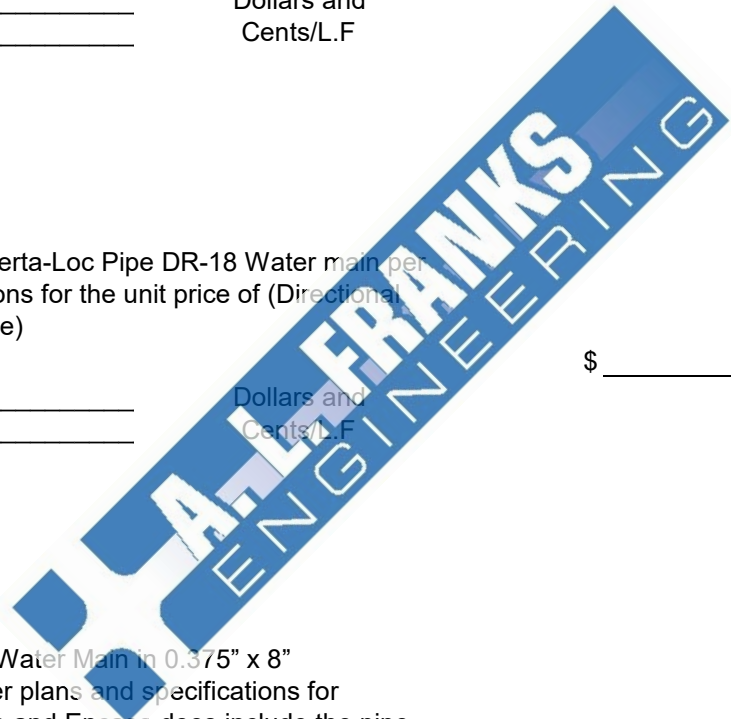 Dollars and
Cents/L.F
erta-Loc Pipe DR-18 Water main per
ons for the unit price of (Directional
e)
$
Dollars and
Cents/L.F
A.L. FRANKS
ENGINEERING
Water Main in 0.375” x 8”
er plans and specifications for
and does include the pipe